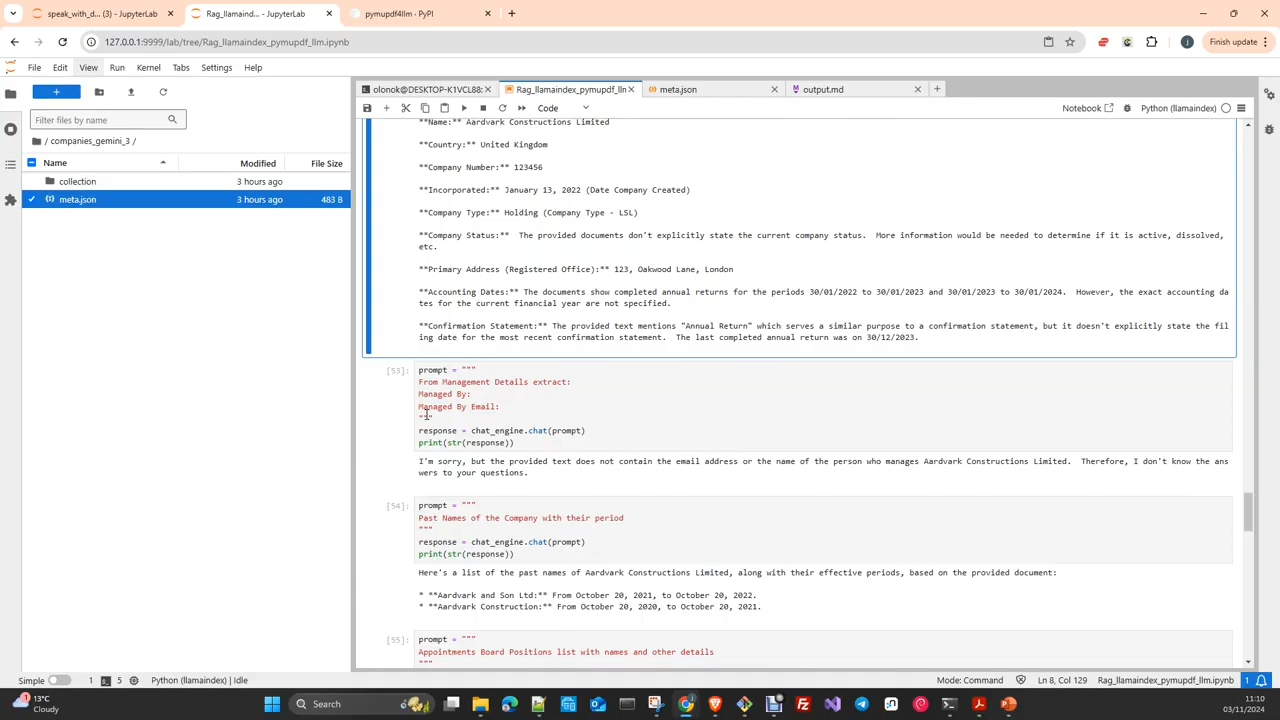 speak_with_d... (3) - JupyterLab
Rag_llamaind... - JupyterLab
pymupdf4llm · PyPI
127.0.0.1:9999/lab/tree/Rag_llamaindex_pymupdf_llm.ipynb
Finish update
File Edit View Run Kernel Tabs Settings Help
olonok@DESKTOP-K1VCL88:
Rag_llamaindex_pymupdf_lln
meta.json
output.md
Code
Notebook
Python (llamaindex)
Filter files by name
/ companies_gemini_3 /
Name Modified File Size
collection 3 hours ago
meta.json 3 hours ago 483 B
**Name:** Aardvark Constructions Limited
**Country:** United Kingdom
**Company Number:** 123456
**Incorporated:** January 13, 2022 (Date Company Created)
**Company Type:** Holding (Company Type - LSL)
**Company Status:**  The provided documents don't explicitly state the current company status.  More information would be needed to determine if it is active, dissolved,
etc.
**Primary Address (Registered Office):** 123, Oakwood Lane, London
**Accounting Dates:** The documents show completed annual returns for the periods 30/01/2022 to 30/01/2023 and 30/01/2023 to 30/01/2024.  However, the exact accounting da
tes for the current financial year are not specified.
**Confirmation Statement:** The provided text mentions "Annual Return" which serves a similar purpose to a confirmation statement, but it doesn't explicitly state the fil
ing date for the most recent confirmation statement.  The last completed annual return was on 30/12/2023.
[53]: prompt = """
From Management Details extract:
Managed By:
Managed By Email:
"""
response = chat_engine.chat(prompt)
print(str(response))
I'm sorry, but the provided text does not contain the email address or the name of the person who manages Aardvark Constructions Limited.  Therefore, I don't know the ans
wers to your questions.
[54]: prompt = """
Past Names of the Company with their period
"""
response = chat_engine.chat(prompt)
print(str(response))
Here's a list of the past names of Aardvark Constructions Limited, along with their effective periods, based on the provided document:
* **Aardvark and Son Ltd:** From October 20, 2021, to October 20, 2022.
* **Aardvark Construction:** From October 20, 2020, to October 20, 2021.
[55]: prompt = """
Appointments Board Positions list with names and other details
"""
Simple 1 5 Python (llamaindex) | Idle
Mode: Command Ln 8, Col 129 Rag_llamaindex_pymupdf_llm.ipynb 1
13°C
Cloudy
Search
11:10
03/11/2024